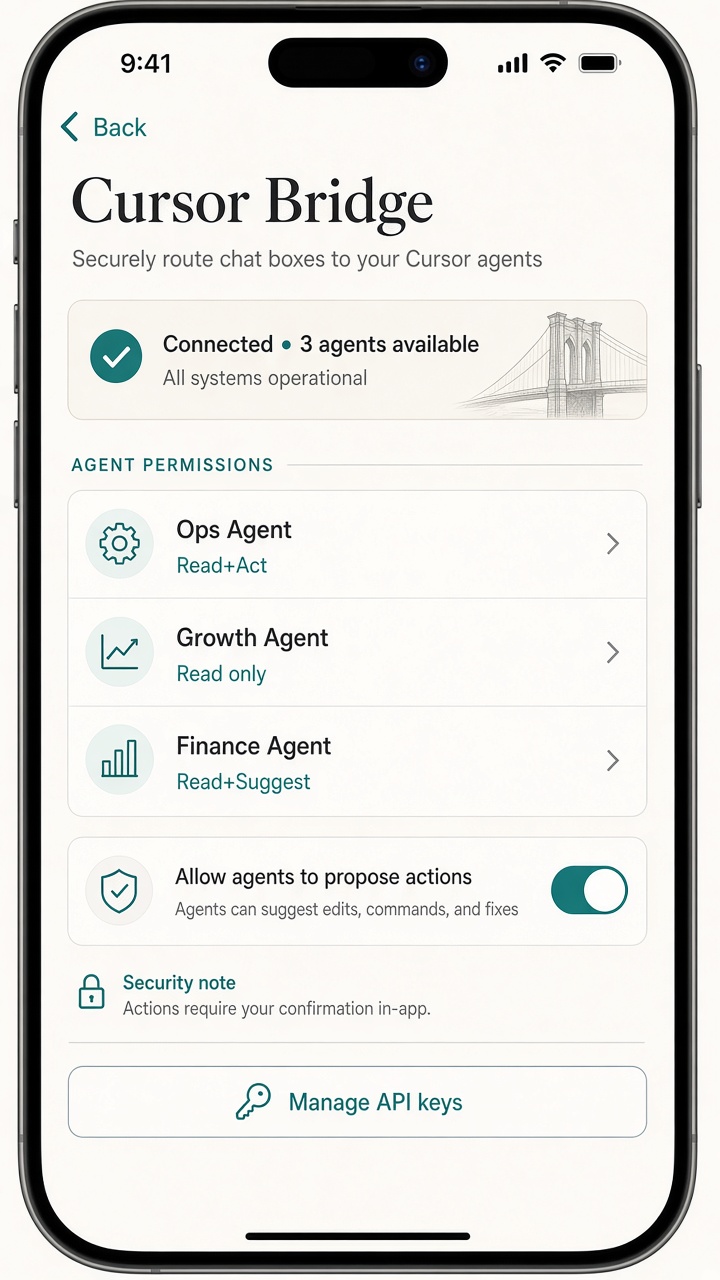 9:41
Back
Cursor Bridge
Securely route chat boxes to your Cursor agents
Connected • 3 agents available
All systems operational
AGENT PERMISSIONS
Ops Agent
Read+Act
Growth Agent
Read only
Finance Agent
Read+Suggest
Allow agents to propose actions
Agents can suggest edits, commands, and fixes
Security note
Actions require your confirmation in-app.
Manage API keys